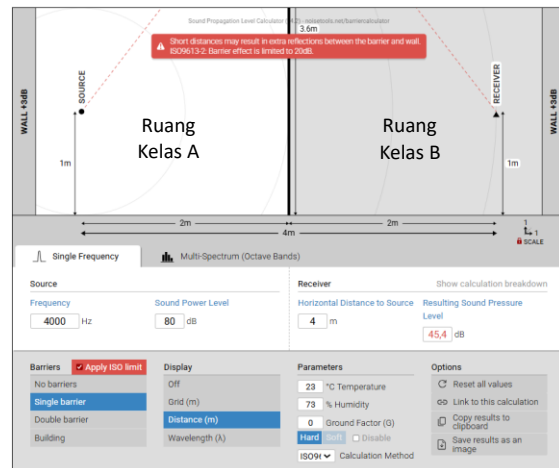 Sound Propagation Level Calculator (v4.2) - noisetools.net/barriercalculator
3.6m
Short distances may result in extra reflections between the barrier and wall.
ISO9613-2: Barrier effect is limited to 20dB.
WALL +3dB
SOURCE
Ruang
Kelas A
1m
RECEIVER
Ruang
Kelas B
1m
WALL +3dB
2m
2m
4m
1
1
SCALE
Single Frequency
Multi-Spectrum (Octave Bands)
Source
Receiver
Show calculation breakdown
Frequency
Sound Power Level
Horizontal Distance to Source
Resulting Sound Pressure
Level
4000 Hz
80 dB
4 m
45,4 dB
Barriers
Apply ISO limit
No barriers
Single barrier
Double barrier
Building
Display
Off
Grid (m)
Distance (m)
Wavelength (λ)
Parameters
23 °C Temperature
73 % Humidity
0 Ground Factor (G)
Hard Soft Disable
ISO9( Calculation Method
Options
Reset all values
Link to this calculation
Copy results to
clipboard
Save results as an
image